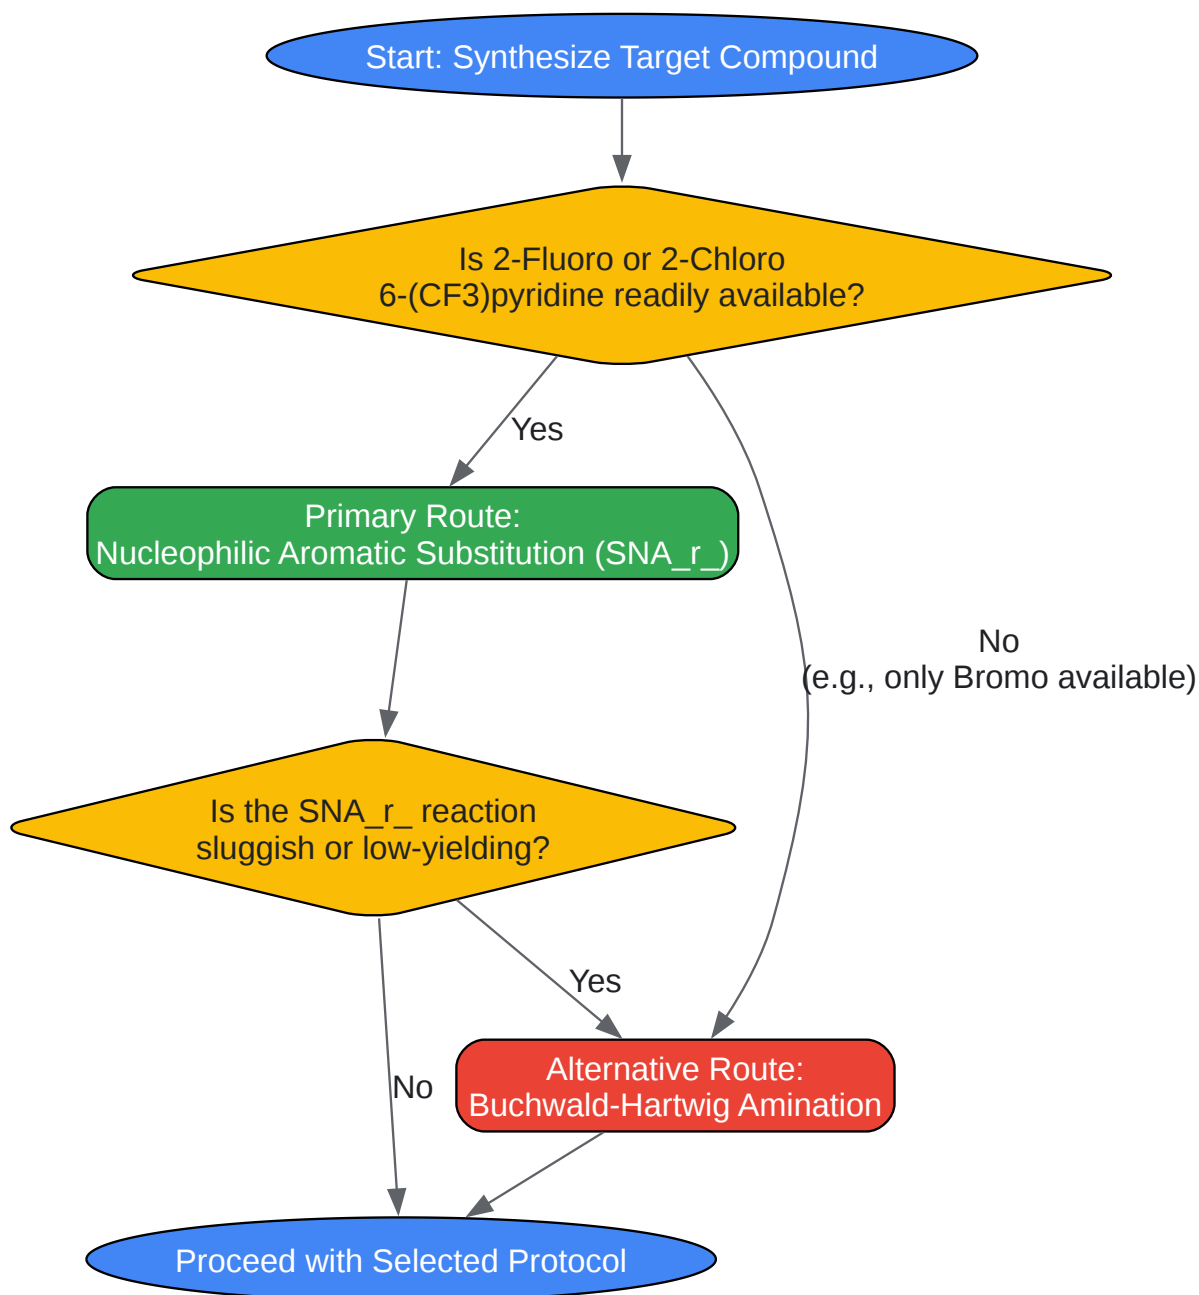 Start: Synthesize Target Compound
Is 2-Fluoro or 2-Chloro
6-(CF3)pyridine readily available?
Yes
Primary Route:
Nucleophilic Aromatic Substitution (SNA_r_)
No
(e.g., only Bromo available)
Is the SNA_r_ reaction
sluggish or low-yielding?
Yes
Alternative Route:
Buchwald-Hartwig Amination
No
Proceed with Selected Protocol